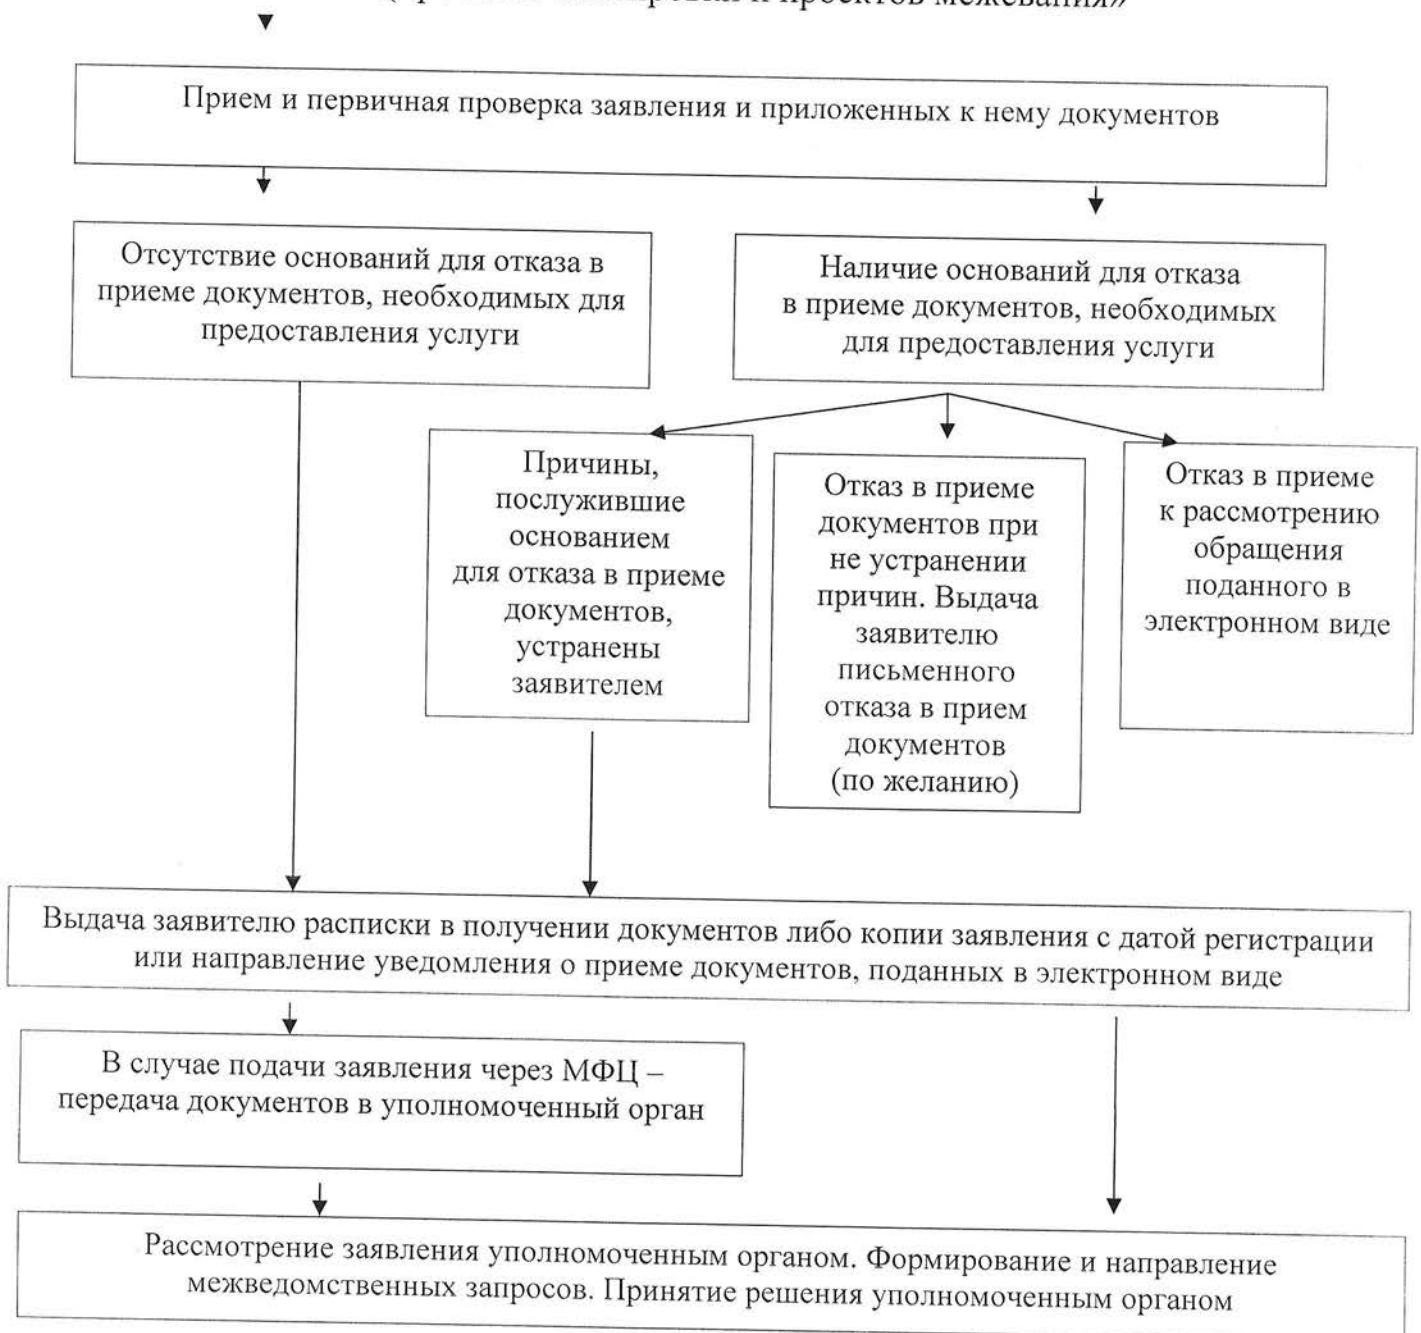 проектов межевания»
Прием и первичная проверка заявления и приложенных к нему документов
Отсутствие оснований для отказа в
приеме документов, необходимых для
предоставления услуги
Наличие оснований для отказа
в приеме документов, необходимых
для предоставления услуги
Причины,
послужившие
основанием
для отказа в приеме
документов,
устранены
заявителем
Отказ в приеме
документов при
не устранении
причин. Выдача
заявителю
письменного
отказа в прием
документов
(по желанию)
Отказ в приеме
к рассмотрению
обращения
поданного в
электронном виде
Выдача заявителю расписки в получении документов либо копии заявления с датой регистрации
или направление уведомления о приеме документов, поданных в электронном виде
В случае подачи заявления через МФЦ –
передача документов в уполномоченный орган
Рассмотрение заявления уполномоченным органом. Формирование и направление
межведомственных запросов. Принятие решения уполномоченным органом